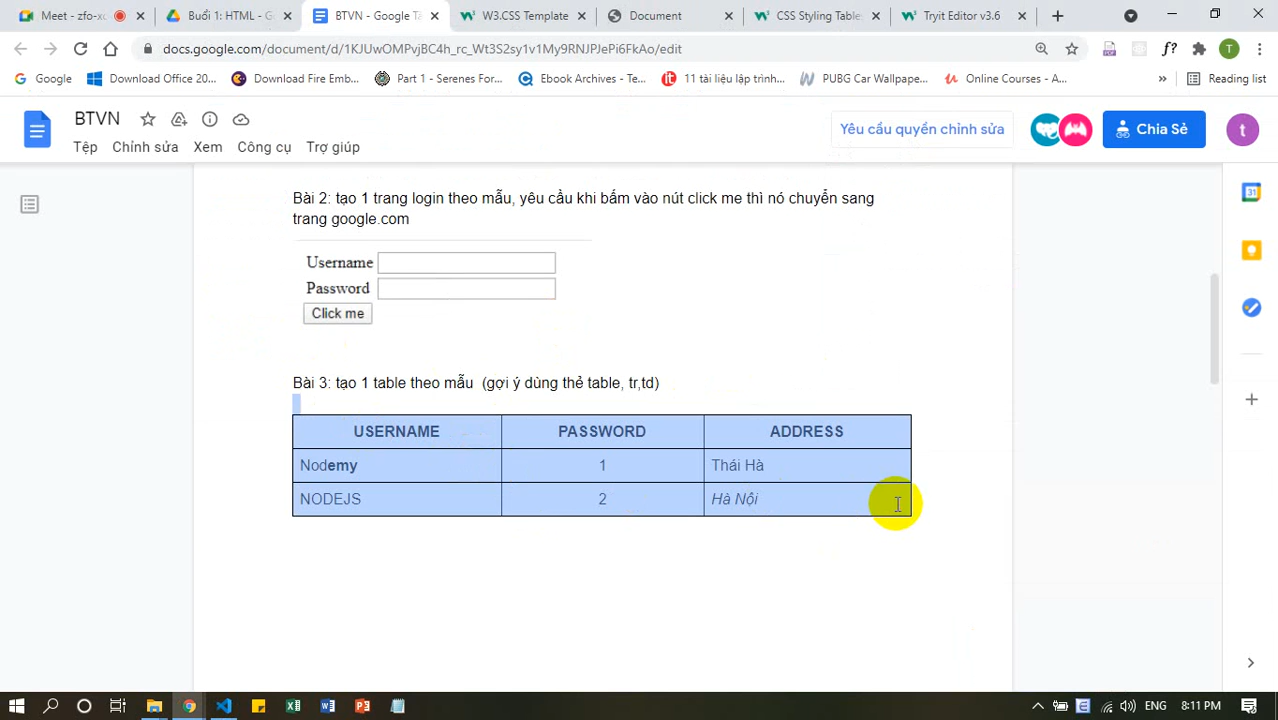 Meet - zfo-xc
Buổi 1: HTML - G
BTVN - Google T
W3.CSS Template
Document
CSS Styling Table
Tryit Editor v3.6
docs.google.com/document/d/1KJUwOMPvjBC4h_rc_Wt3S2sy1v1My9RNJPJePi6FkAo/edit
Google
Download Office 20...
Download Fire Emb...
Part 1 - Serenes For...
Ebook Archives - Te...
11 tài liệu lập trình...
PUBG Car Wallpape...
Online Courses - A...
»
Reading list
BTVN
Yêu cầu quyền chỉnh sửa
Chia Sẻ
t
Tệp Chỉnh sửa Xem Công cụ Trợ giúp
Bài 2: tạo 1 trang login theo mẫu, yêu cầu khi bấm vào nút click me thì nó chuyển sang
trang google.com
Username
Password
Click me
Bài 3: tạo 1 table theo mẫu (gợi ý dùng thẻ table, tr,td)
USERNAME PASSWORD ADDRESS
Nodemy 1 Thái Hà
NODEJS 2 Hà Nội
ENG 8:11 PM